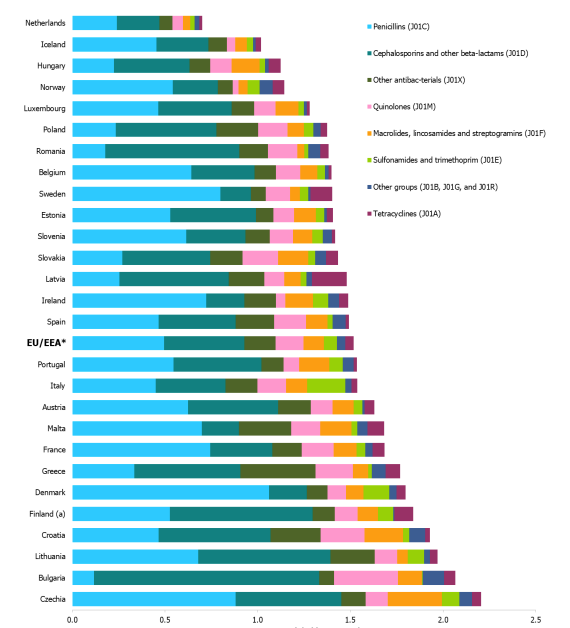 Netherlands
Iceland
Hungary
Norway
Luxembourg
Poland
Romania
Belgium
Sweden
Estonia
Slovenia
Slovakia
Latvia
Ireland
Spain
EU/EEA*
Portugal
Italy
Austria
Malta
France
Greece
Denmark
Finland (a)
Croatia
Lithuania
Bulgaria
Czechia
Penicillins (J01C)
Cephalosporins and other beta-lactams (J01D)
Other antibac-terials (J01X)
Quinolones (J01M)
Macrolides, lincosamides and streptogramins (J01F)
Sulfonamides and trimethoprim (J01E)
Other groups (J01B, J01G, and J01R)
Tetracyclines (J01A)
0.0 0.5 1.0 1.5 2.0 2.5